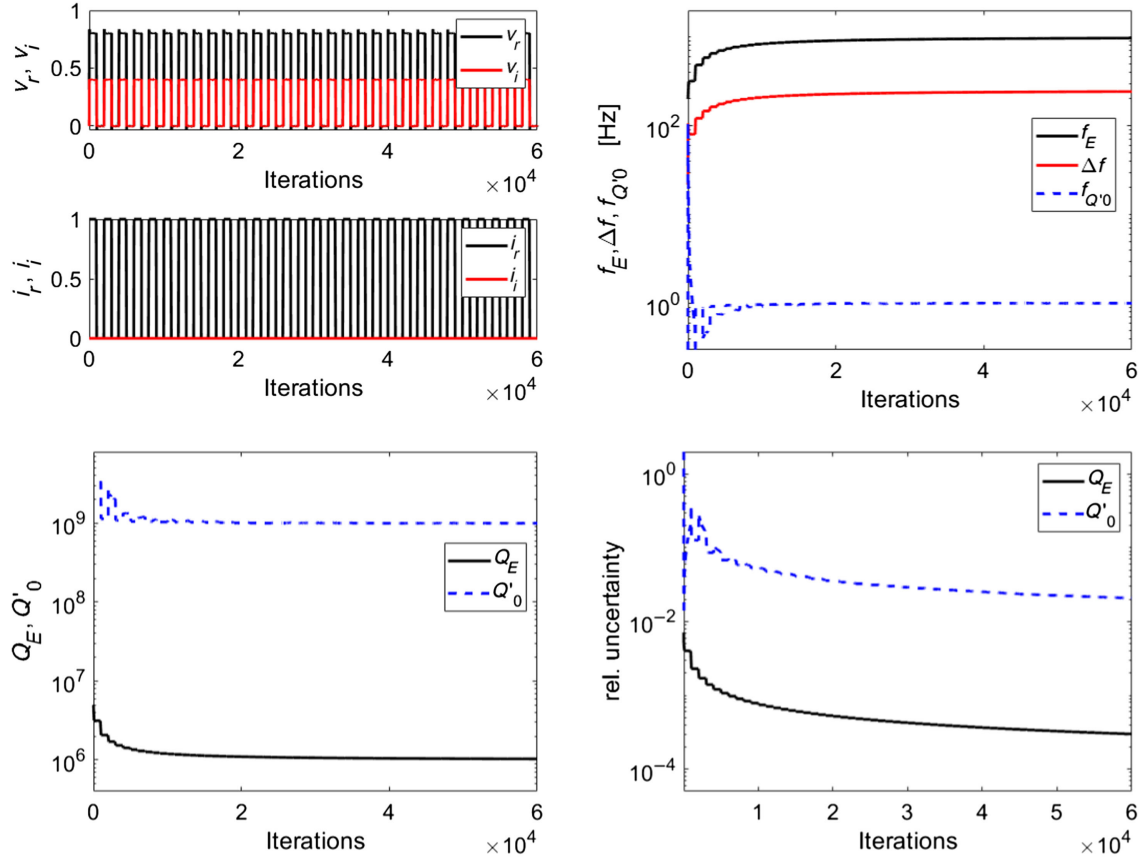 1
0.5
0
v_r, v_i
v_r
v_i
0 2 4 6
Iterations
×10^4
1
0.5
0
i_r, i_i
i_r
i_i
0 2 4 6
Iterations
×10^4
10^2
10^0
f_E, Δf, f_Q'0 [Hz]
f_E
Δf
f_Q'0
0 2 4 6
Iterations
×10^4
10^9
10^8
10^7
10^6
Q_E, Q'_0
Q_E
Q'_0
0 2 4 6
Iterations
×10^4
10^0
10^-2
10^-4
rel. uncertainty
Q_E
Q'_0
1 2 3 4 5 6
Iterations
×10^4